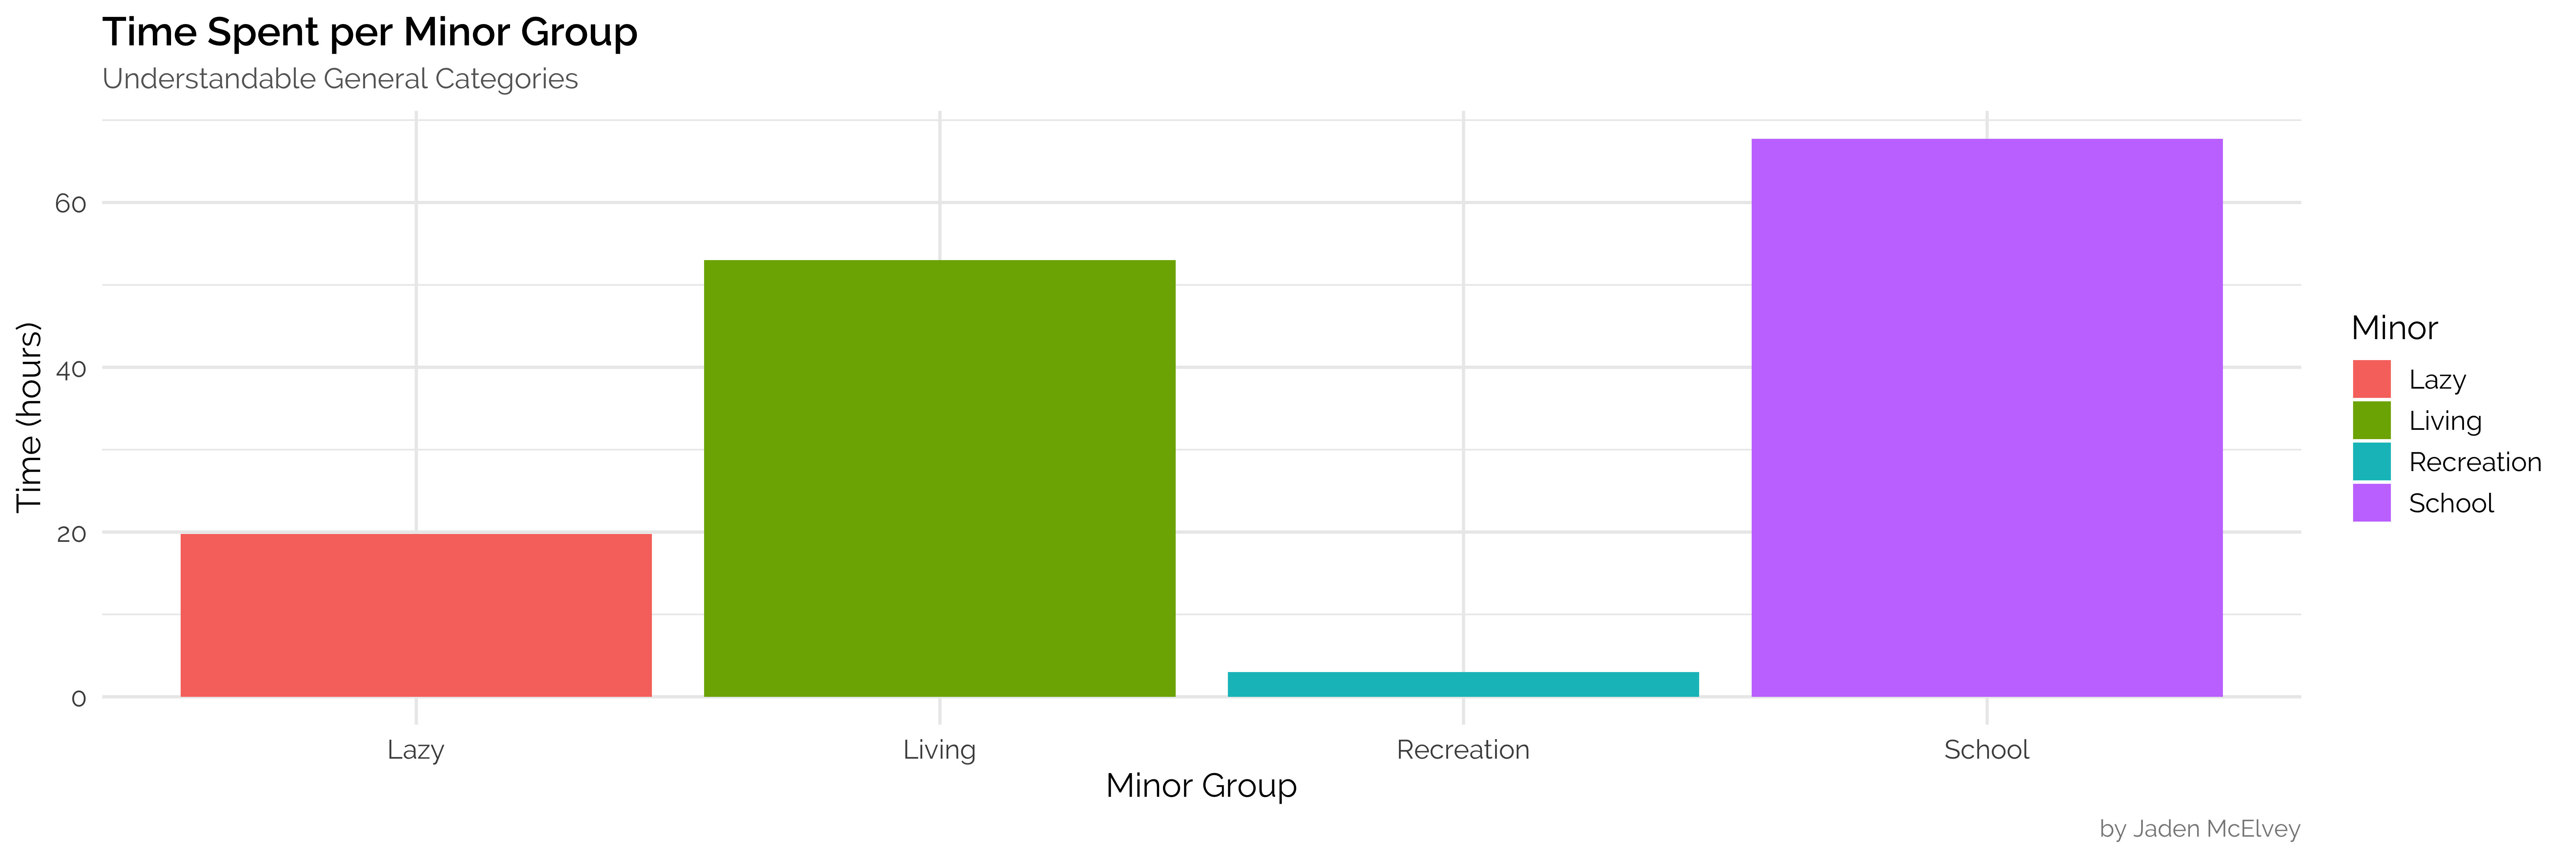 Time Spent per Minor Group
Understandable General Categories
Time (hours)
60
40
20
0
Lazy
Living
Recreation
School
Minor Group
Minor
Lazy
Living
Recreation
School
by Jaden McElvey